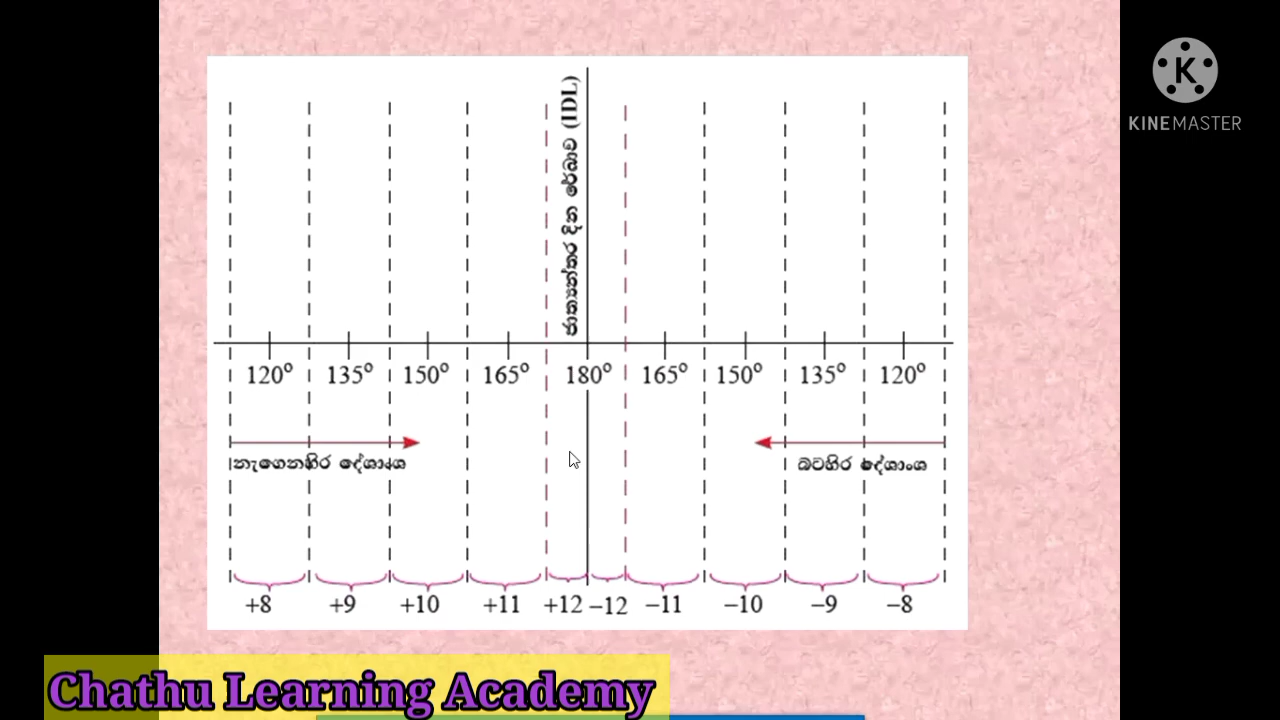 KINEMASTER
ජාත්‍යන්තර දින රේඛාව (IDL)
120° 135° 150° 165° 180° 165° 150° 135° 120°
නැගෙනහිර දේශාංශ බටහිර දේශාංශ
+8 +9 +10 +11 +12 –12 –11 –10 –9 –8
Chathu Learning Academy